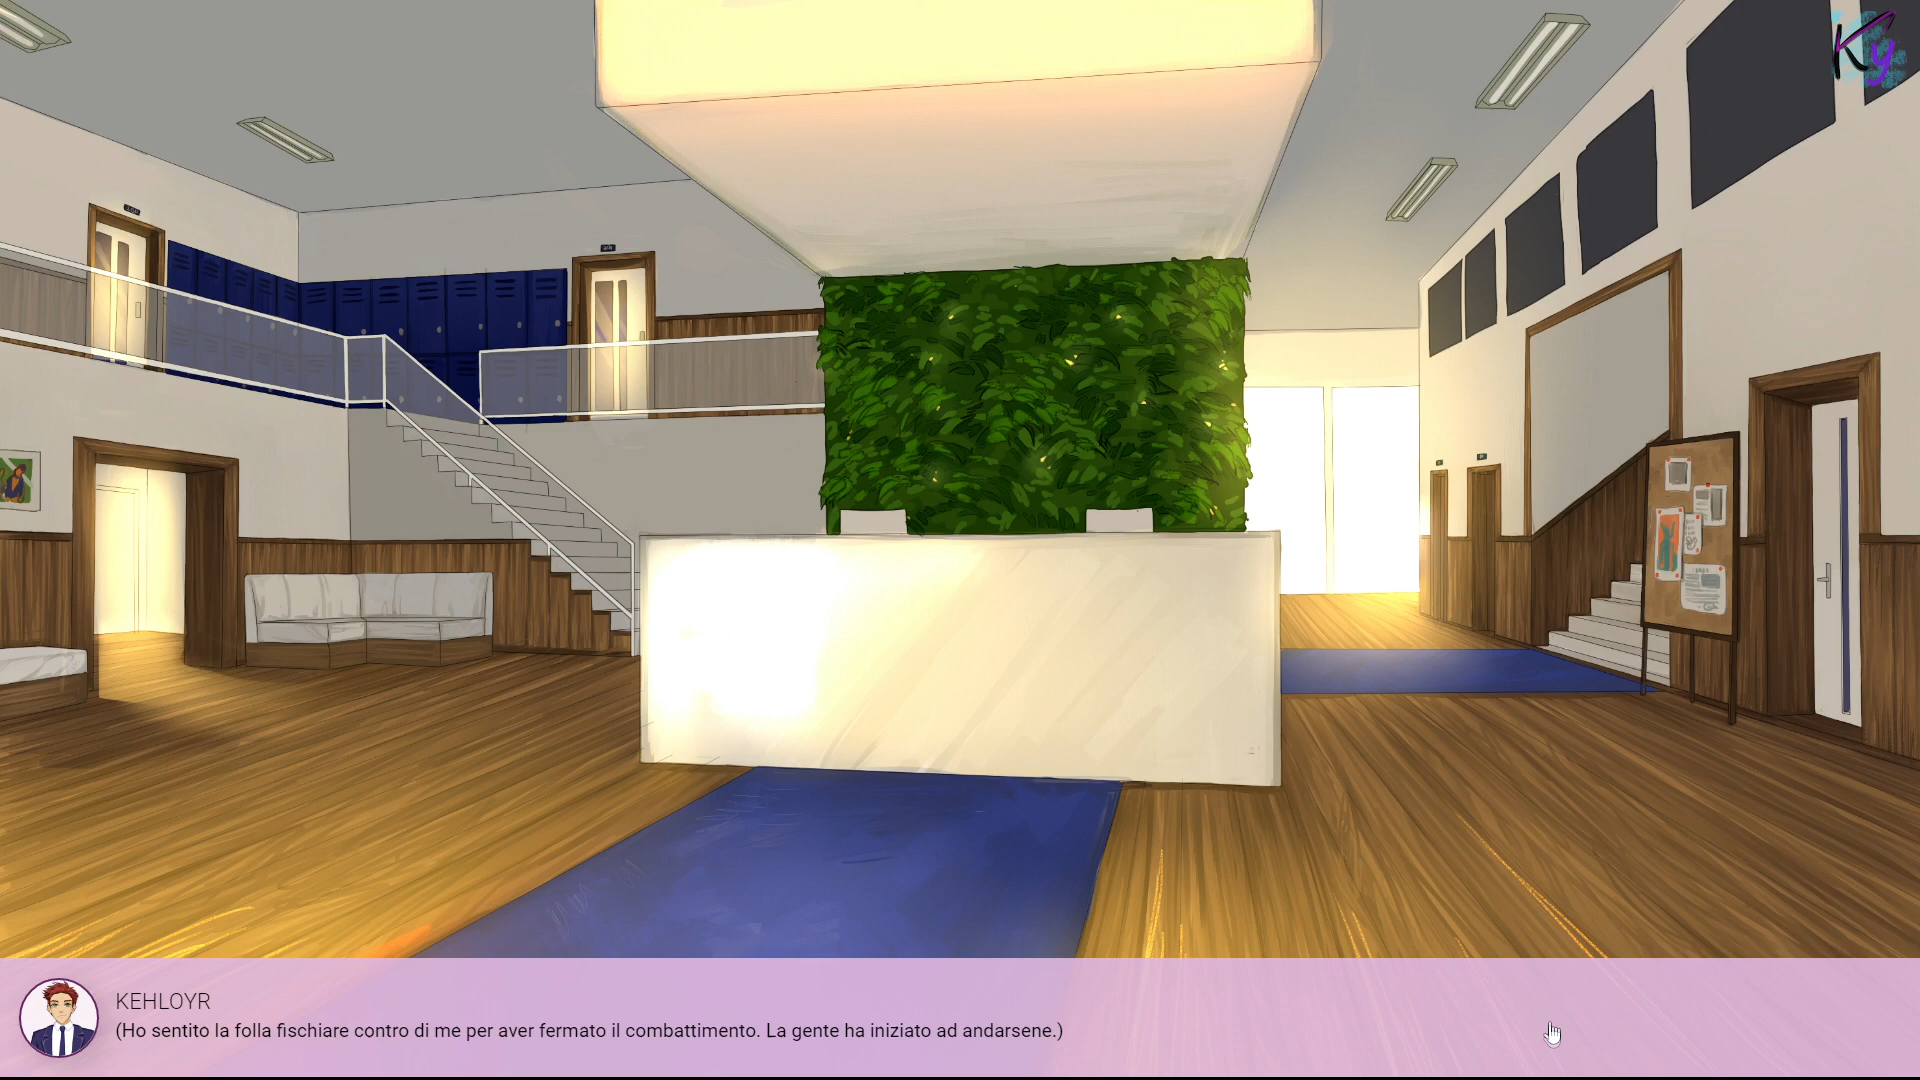 Ky
KEHLOYR
(Ho sentito la folla fischiare contro di me per aver fermato il combattimento. La gente ha iniziato ad andarsene.)